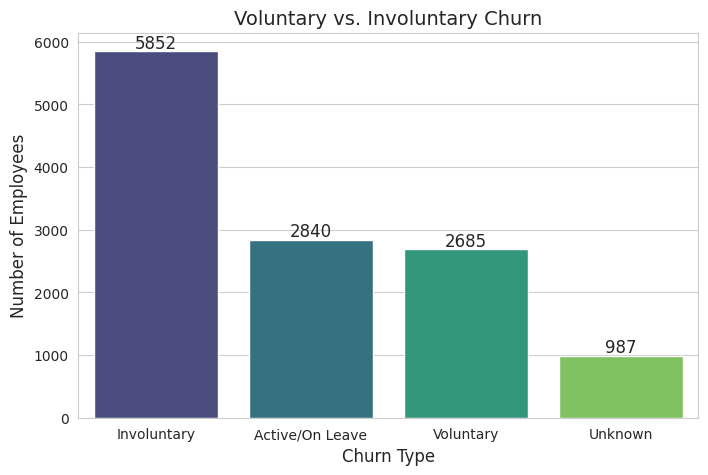 Voluntary vs. Involuntary Churn
Number of Employees
6000
5000
4000
3000
2000
1000
0
5852
2840
2685
987
Involuntary
Active/On Leave
Voluntary
Unknown
Churn Type